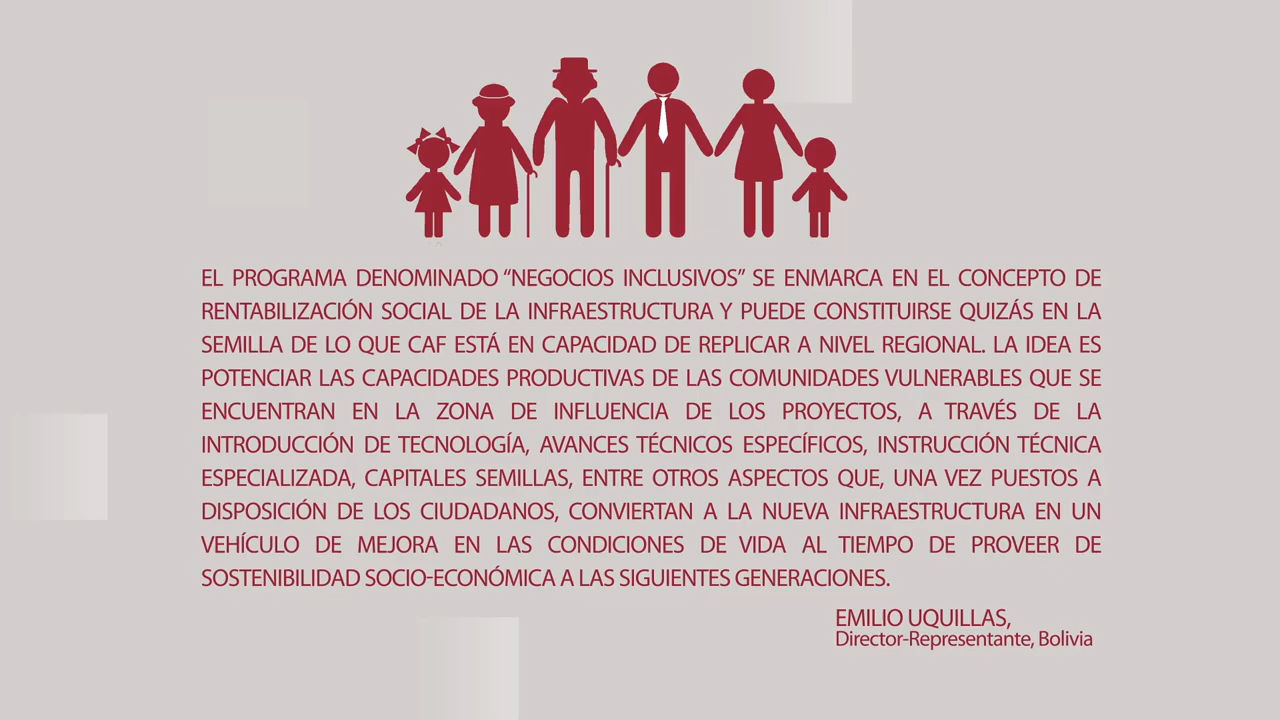 EL PROGRAMA DENOMINADO “NEGOCIOS INCLUSIVOS” SE ENMARCA EN EL CONCEPTO DE
RENTABILIZACIÓN SOCIAL DE LA INFRAESTRUCTURA Y PUEDE CONSTITUIRSE QUIZÁS EN LA
SEMILLA DE LO QUE CAF ESTÁ EN CAPACIDAD DE REPLICAR A NIVEL REGIONAL. LA IDEA ES
POTENCIAR LAS CAPACIDADES PRODUCTIVAS DE LAS COMUNIDADES VULNERABLES QUE SE
ENCUENTRAN EN LA ZONA DE INFLUENCIA DE LOS PROYECTOS, A TRAVÉS DE LA
INTRODUCCIÓN DE TECNOLOGÍA, AVANCES TÉCNICOS ESPECÍFICOS, INSTRUCCIÓN TÉCNICA
ESPECIALIZADA, CAPITALES SEMILLAS, ENTRE OTROS ASPECTOS QUE, UNA VEZ PUESTOS A
DISPOSICIÓN DE LOS CIUDADANOS, CONVIERTAN A LA NUEVA INFRAESTRUCTURA EN UN
VEHÍCULO DE MEJORA EN LAS CONDICIONES DE VIDA AL TIEMPO DE PROVEER DE
SOSTENIBILIDAD SOCIO-ECONÓMICA A LAS SIGUIENTES GENERACIONES.
EMILIO UQUILLAS,
Director-Representante, Bolivia